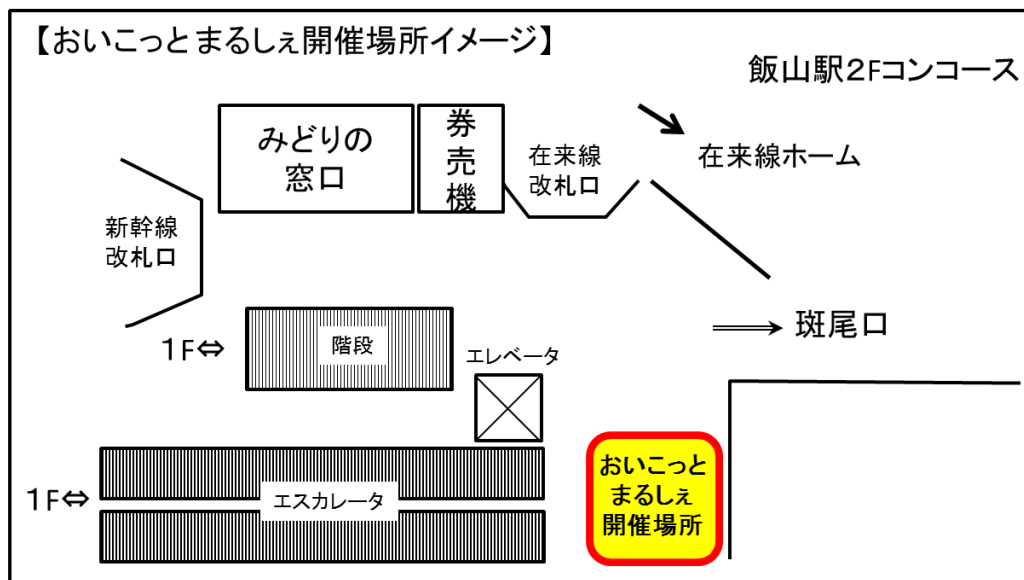 【おいこっとまるしぇ開催場所イメージ】
飯山駅2Fコンコース
みどりの
窓口
券
売
機
在来線
改札口
在来線ホーム
新幹線
改札口
斑尾口
1F⇔
階段
エレベータ
1F⇔
エスカレータ
おいこっと
まるしぇ
開催場所